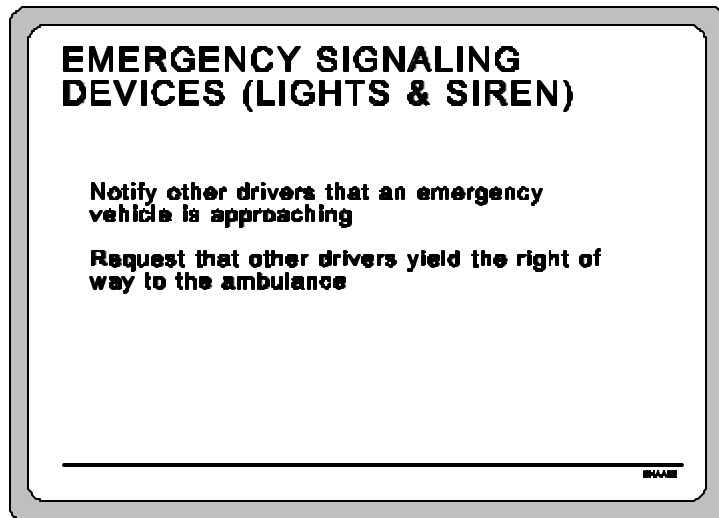 EMERGENCY SIGNALING
DEVICES (LIGHTS & SIREN)
Notify other drivers that an emergency
vehicle is approaching
Request that other drivers yield the right of
way to the ambulance